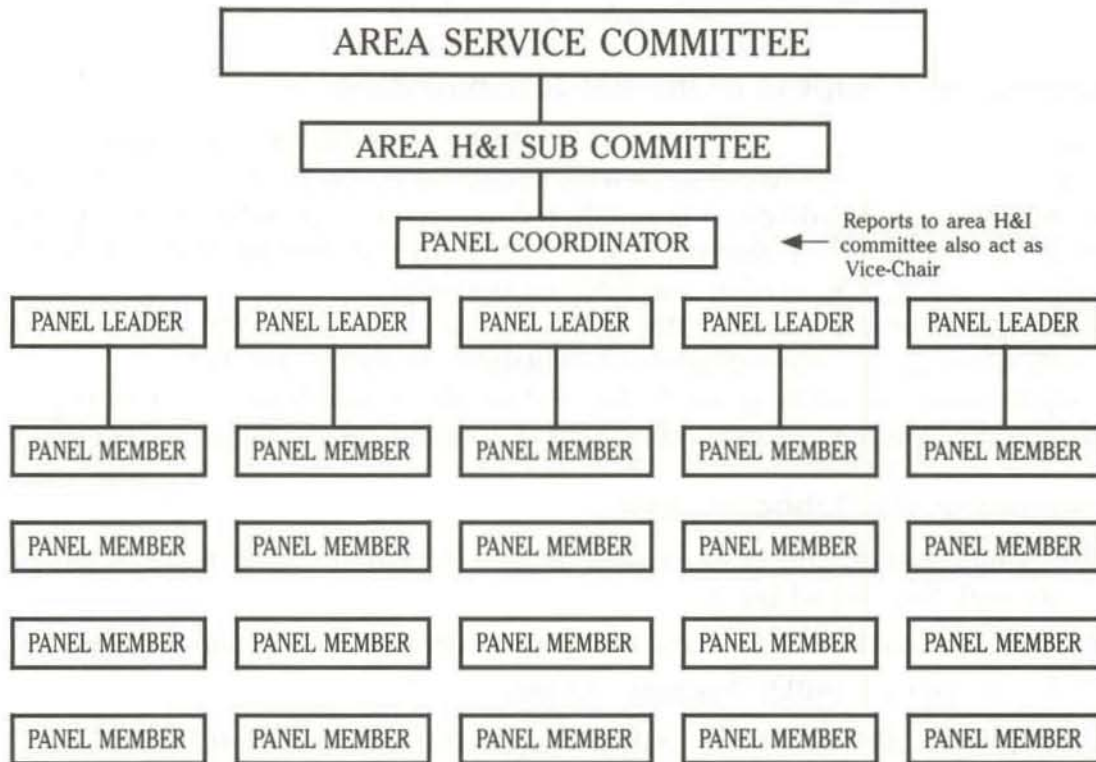 AREA SERVICE COMMITTEE
AREA H&I SUB COMMITTEE
PANEL COORDINATOR
Reports to area H&I
committee also act as
Vice-Chair
PANEL LEADER PANEL LEADER PANEL LEADER PANEL LEADER PANEL LEADER
PANEL MEMBER PANEL MEMBER PANEL MEMBER PANEL MEMBER PANEL MEMBER
PANEL MEMBER PANEL MEMBER PANEL MEMBER PANEL MEMBER PANEL MEMBER
PANEL MEMBER PANEL MEMBER PANEL MEMBER PANEL MEMBER PANEL MEMBER
PANEL MEMBER PANEL MEMBER PANEL MEMBER PANEL MEMBER PANEL MEMBER